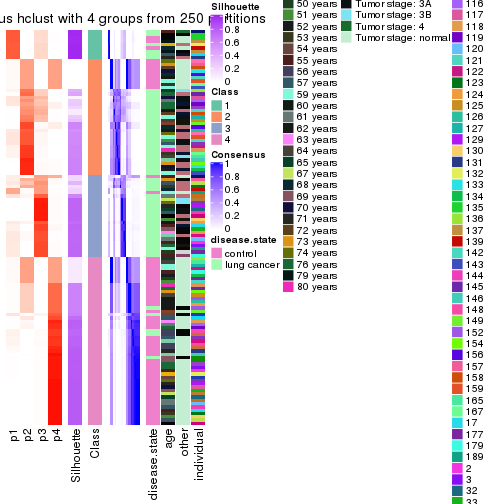 us hclust with 4 groups from 250 partitions
p1
p2
p3
p4
Silhouette
Class
disease.state
age
other
individual
Silhouette
1
0.8
0.6
0.4
0.2
0
Class
1
2
3
4
Consensus
1
0.8
0.6
0.4
0.2
0
disease.state
control
lung cancer
50 years
51 years
52 years
53 years
54 years
55 years
56 years
57 years
59 years
60 years
61 years
62 years
63 years
64 years
65 years
67 years
68 years
69 years
70 years
71 years
72 years
73 years
74 years
76 years
79 years
80 years
Tumor stage: 3A
Tumor stage: 3B
Tumor stage: 4
Tumor stage: normal
116
117
118
119
120
121
122
123
124
125
126
127
129
130
131
132
133
134
135
136
137
139
142
143
144
145
146
148
149
152
154
156
157
158
159
165
167
17
177
179
189
2
3
32
33